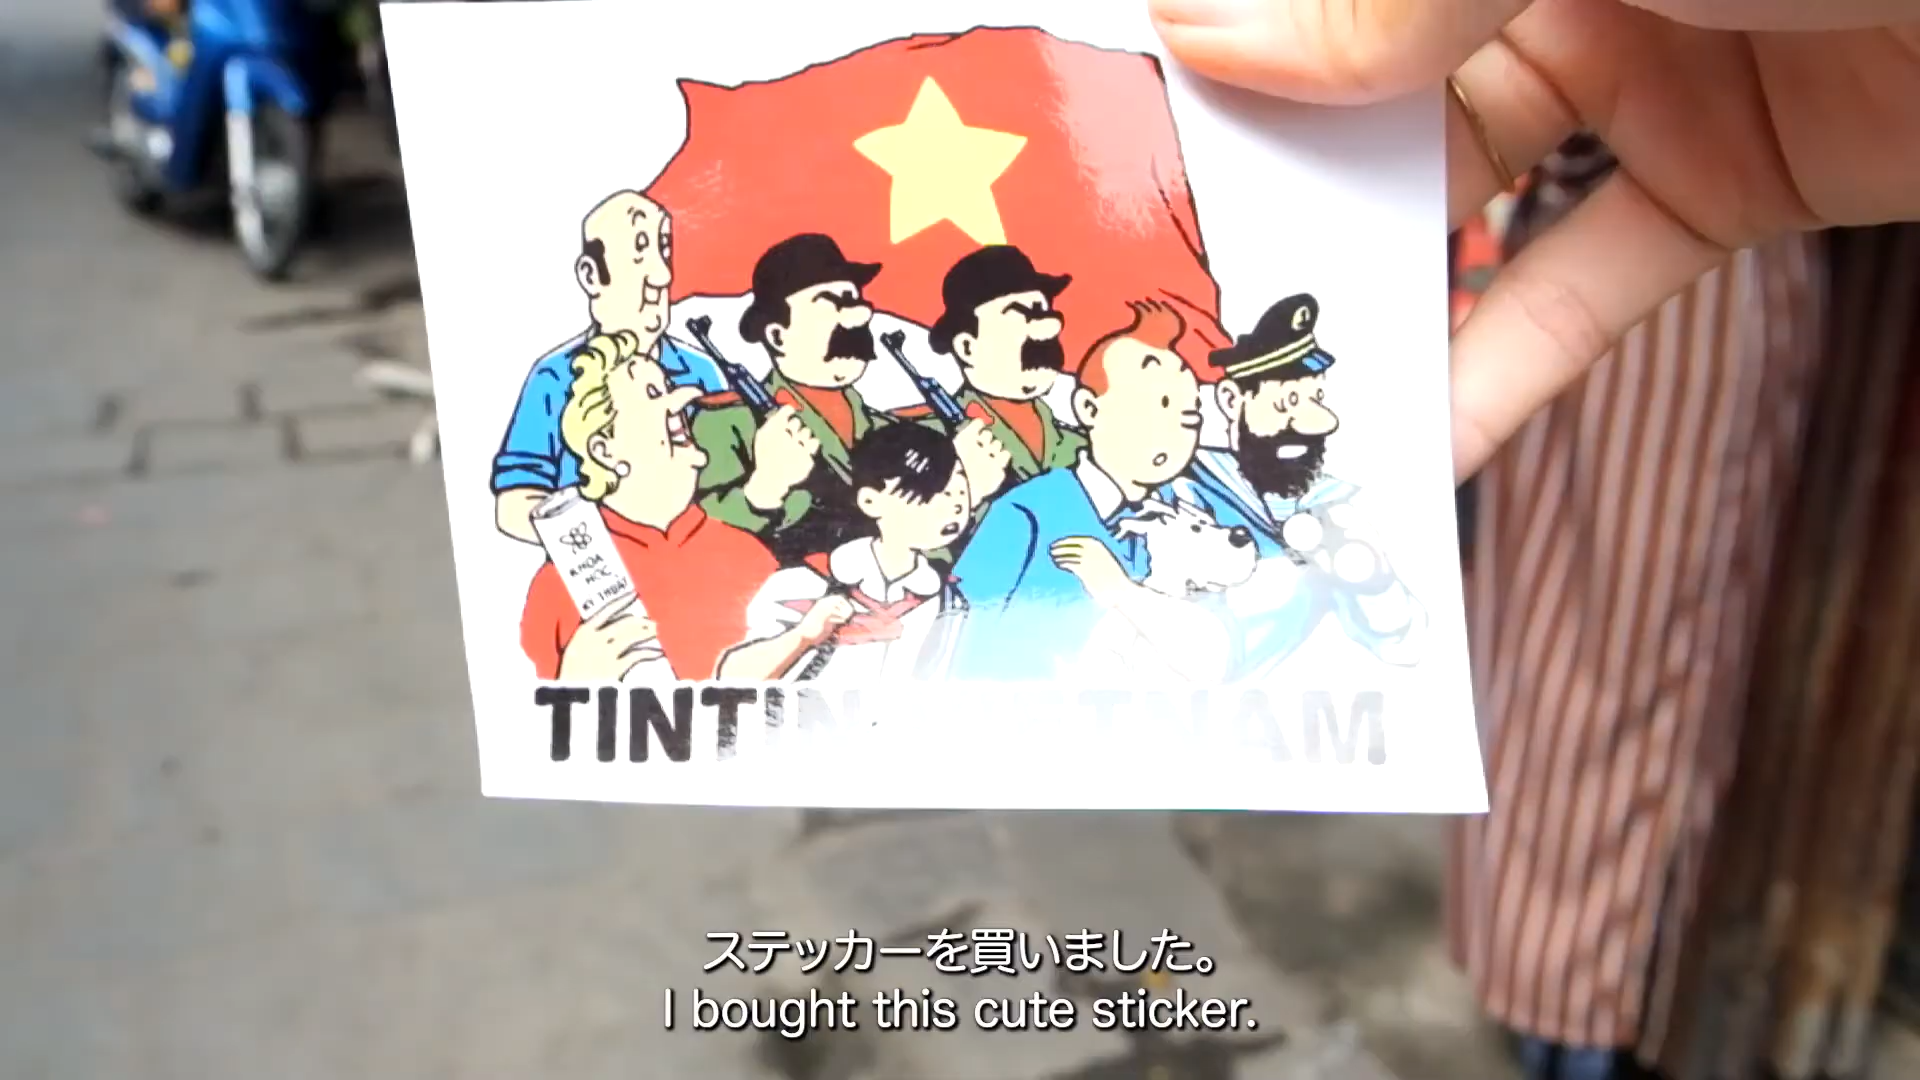 KHOA
HỌC
KỸ THUẬT
TINTIN VIETNAM
ステッカーを買いました。
I bought this cute sticker.